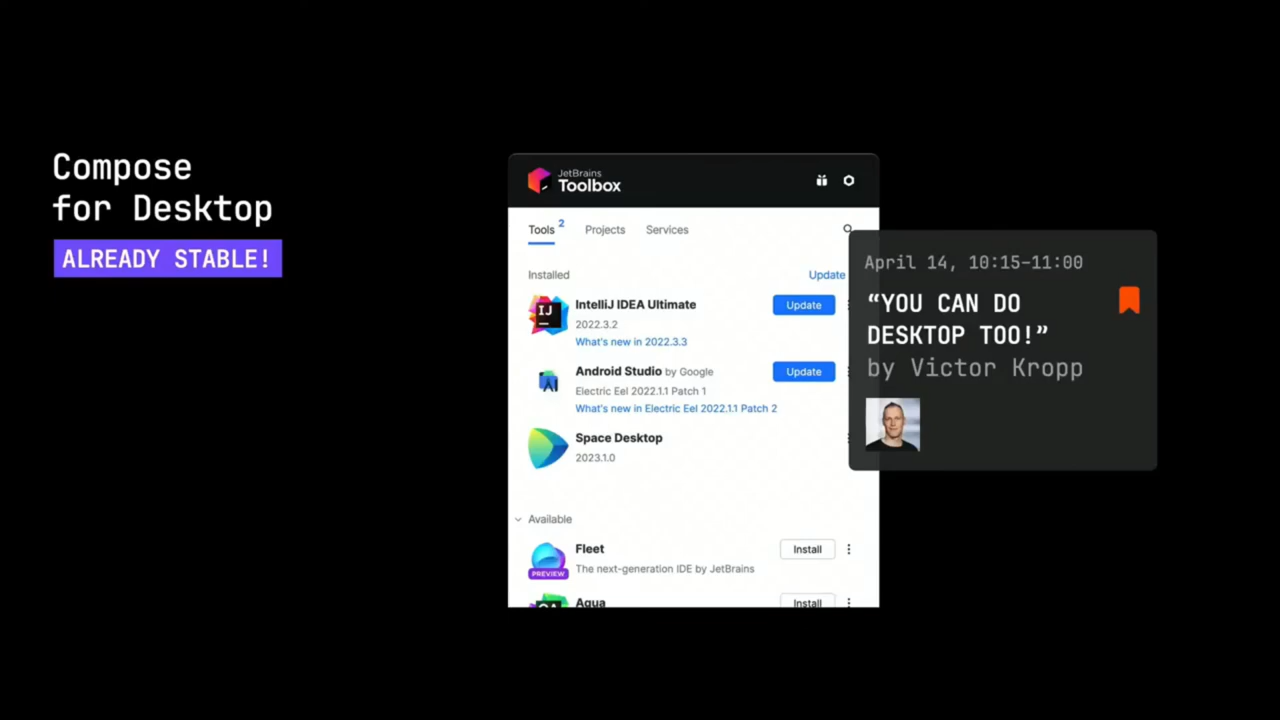 Compose
for Desktop
ALREADY STABLE!
JetBrains
Toolbox
Tools 2 Projects Services
Installed Update
IntelliJ IDEA Ultimate
2022.3.2
What's new in 2022.3.3
Update
Android Studio by Google
Electric Eel 2022.1.1 Patch 1
What's new in Electric Eel 2022.1.1 Patch 2
Update
Space Desktop
2023.1.0
Available
Fleet
The next-generation IDE by JetBrains
PREVIEW
Install
Aqua
Install
April 14, 10:15–11:00
“YOU CAN DO
DESKTOP TOO!”
by Victor Kropp
IJ